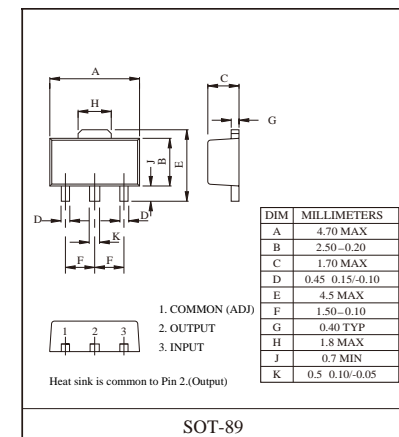 A
H
C
G
J
B
E
D
D
K
F
F
DIM MILLIMETERS
A 4.70 MAX
B 2.50–0.20
C 1.70 MAX
D 0.45 0.15/-0.10
E 4.5 MAX
F 1.50–0.10
G 0.40 TYP
H 1.8 MAX
J 0.7 MIN
K 0.5 0.10/-0.05
1. COMMON (ADJ)
2. OUTPUT
3. INPUT
1 2 3
Heat sink is common to Pin 2.(Output)
SOT-89